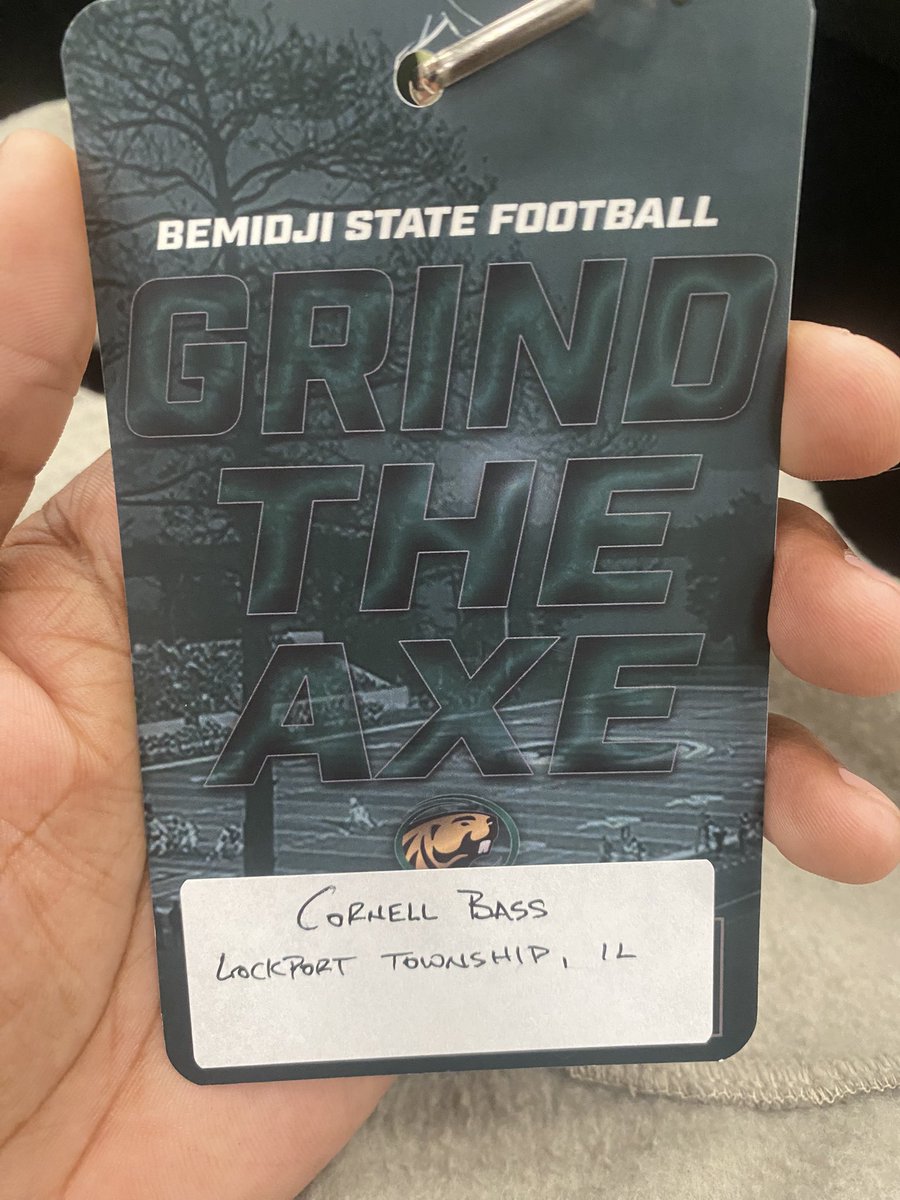 BEMIDJI STATE FOOTBALL
GRIND
THE
AXE
CORNELL BASS
LOCKPORT TOWNSHIP, IL